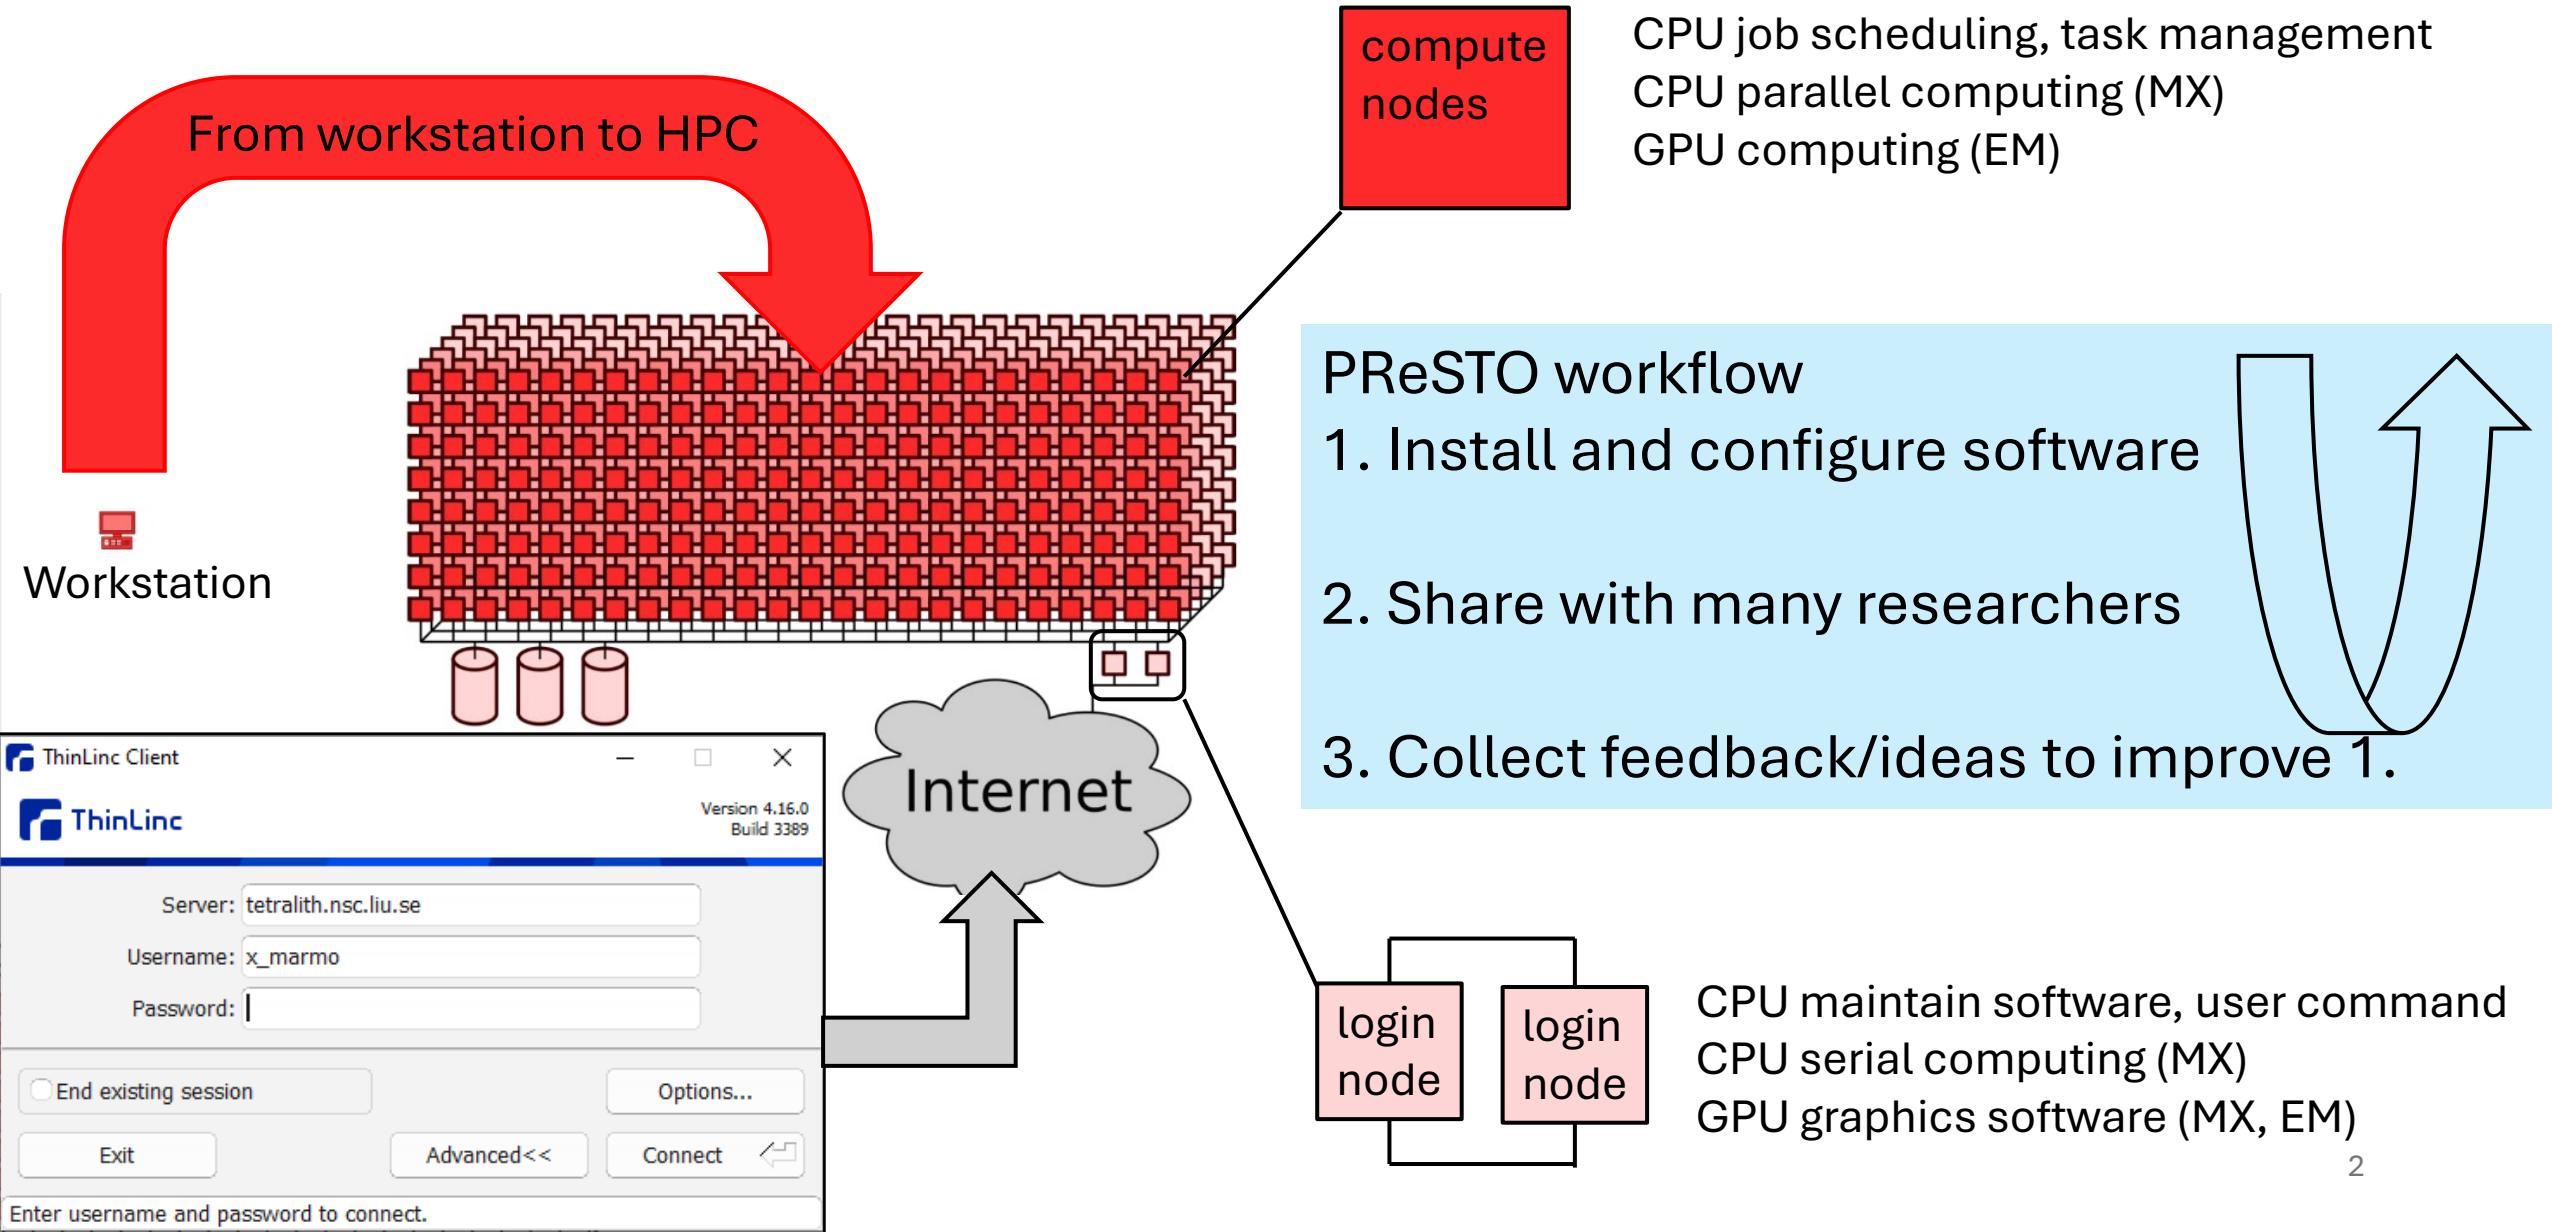 From workstation to HPC
compute
nodes
CPU job scheduling, task management
CPU parallel computing (MX)
GPU computing (EM)
Workstation
PReSTO workflow
1. Install and configure software
2. Share with many researchers
3. Collect feedback/ideas to improve 1.
Internet
ThinLinc Client
ThinLinc
Version 4.16.0
Build 3389
Server: tetralith.nsc.liu.se
Username: x_marmo
Password:
End existing session
Options...
Exit
Advanced<<
Connect
Enter username and password to connect.
login
node
login
node
CPU maintain software, user command
CPU serial computing (MX)
GPU graphics software (MX, EM)
2